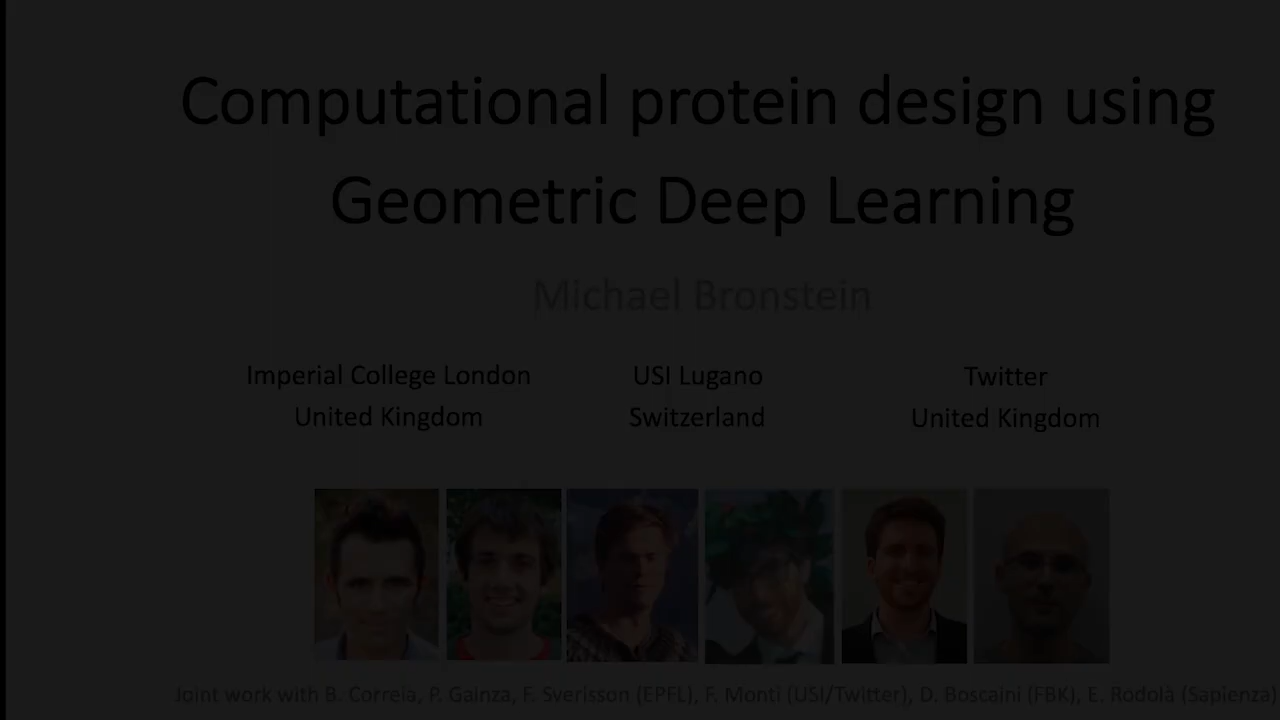 Computational protein design using
Geometric Deep Learning
Michael Bronstein
Imperial College London
United Kingdom
USI Lugano
Switzerland
Twitter
United Kingdom
Joint work with B. Correia, P. Gainza, F. Sverisson (EPFL), F. Monti (USI/Twitter), D. Boscaini (FBK), E. Rodolà (Sapienza)